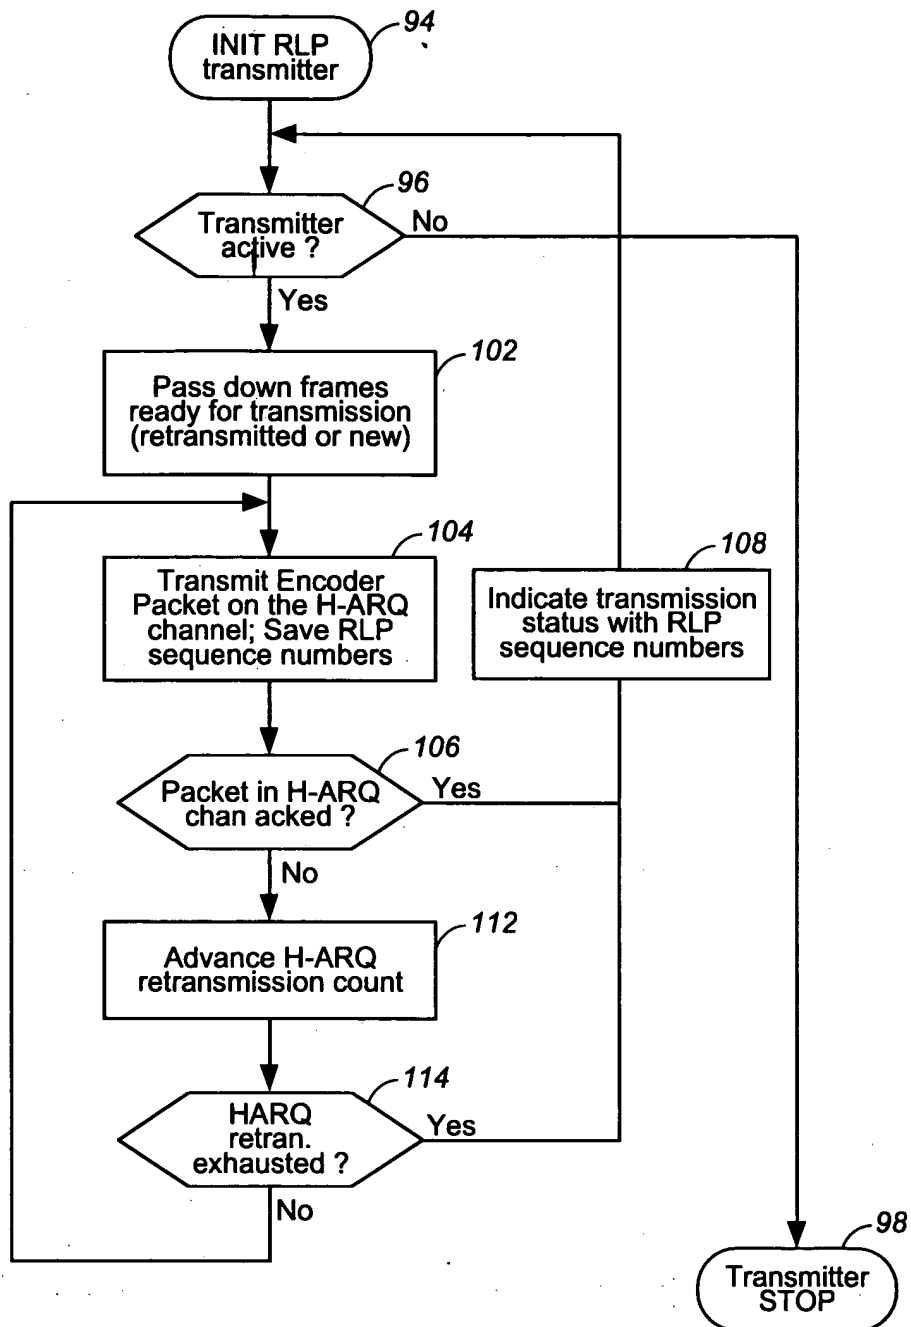 INIT RLP
transmitter
94
96
Transmitter
active ?
No
Yes
102
Pass down frames
ready for transmission
(retransmitted or new)
104
Transmit Encoder
Packet on the H-ARQ
channel; Save RLP
sequence numbers
108
Indicate transmission
status with RLP
sequence numbers
106
Packet in H-ARQ
chan acked ?
Yes
No
112
Advance H-ARQ
retransmission count
114
HARQ
retran.
exhausted ?
Yes
No
98
Transmitter
STOP